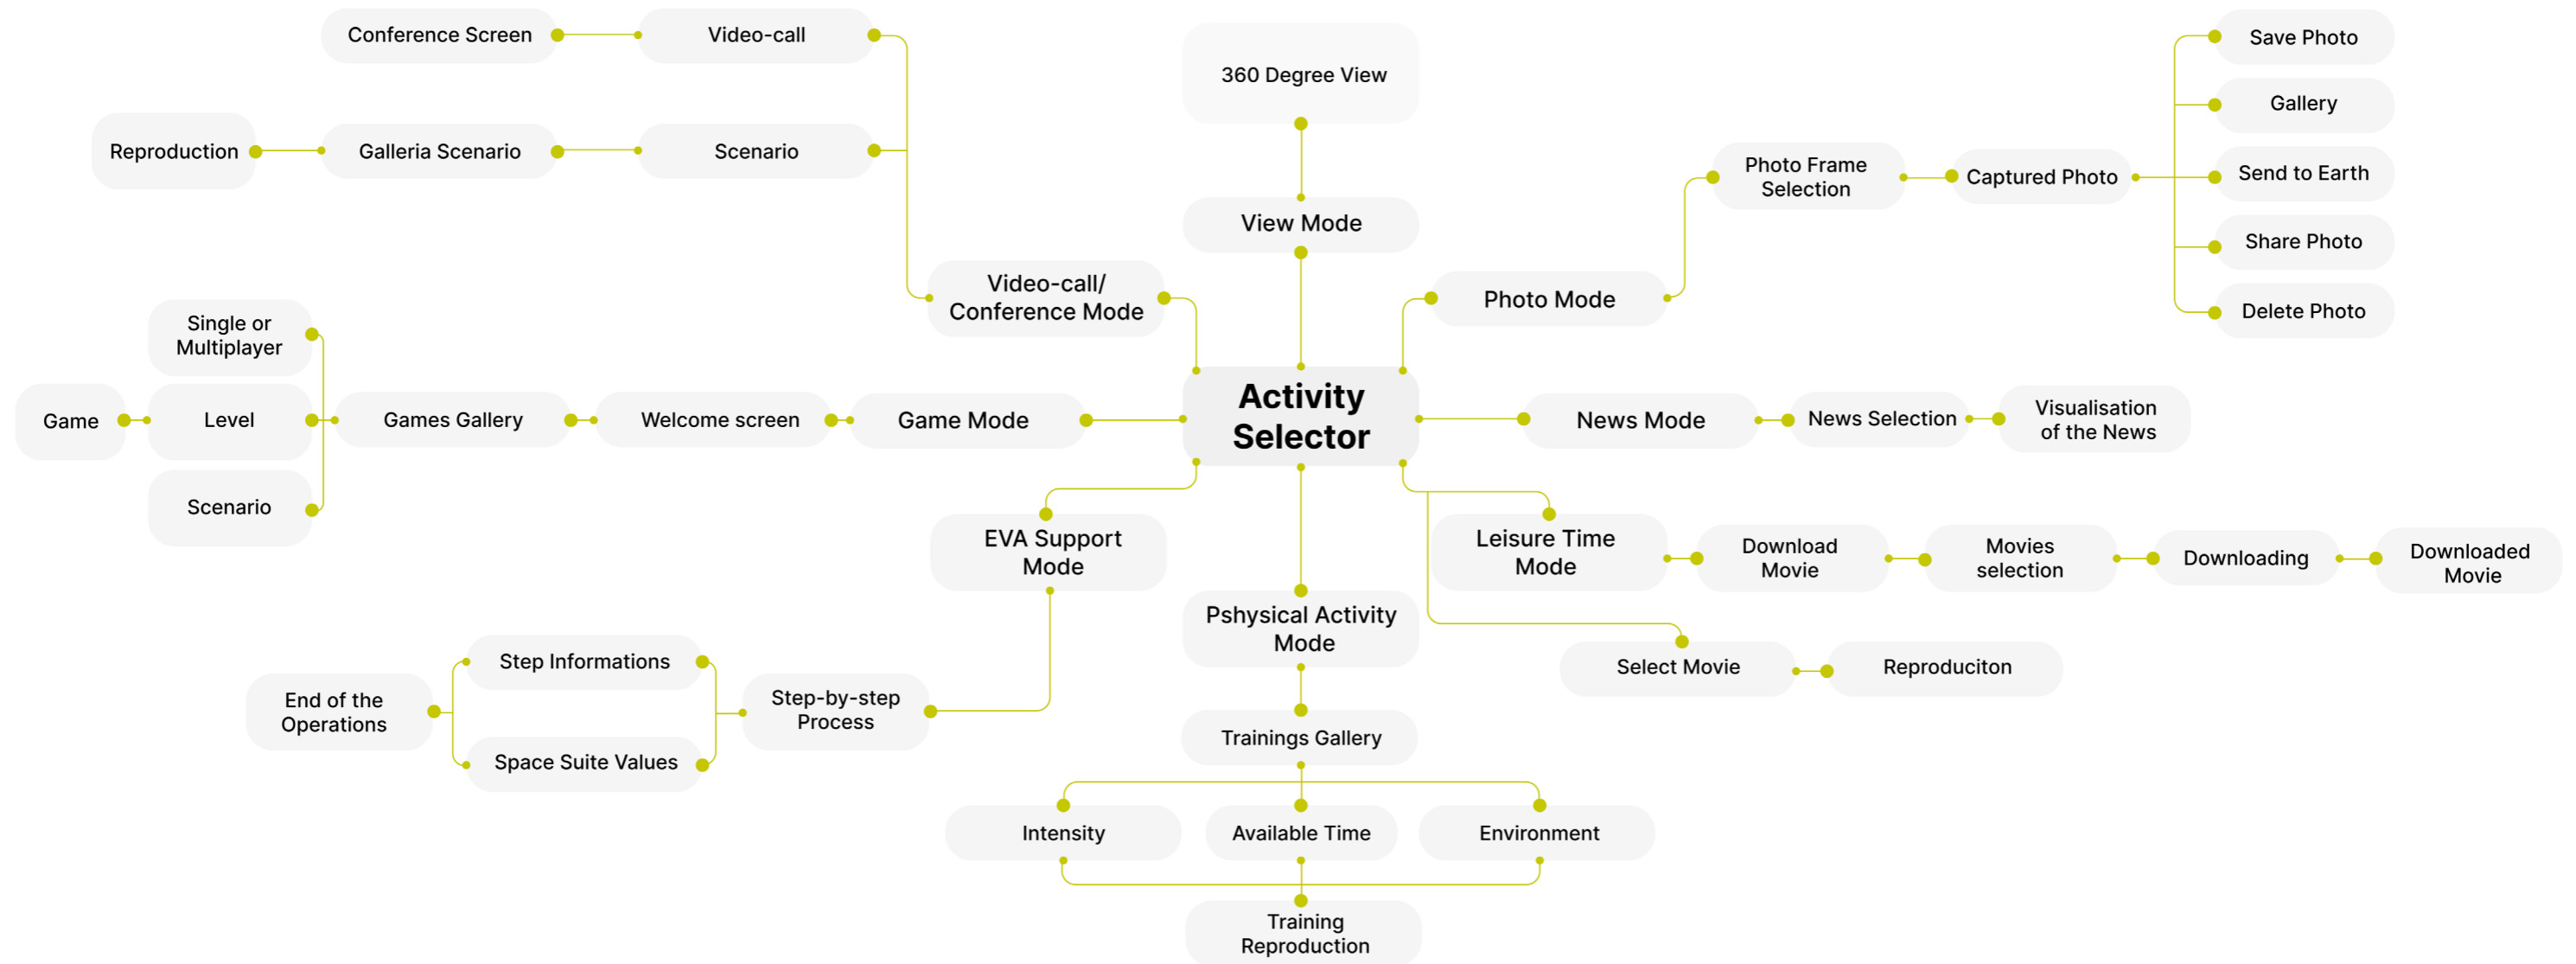 Conference Screen
Video-call
360 Degree View
Save Photo
Gallery
Reproduction
Galleria Scenario
Scenario
Photo Frame
Selection
Captured Photo
Send to Earth
View Mode
Share Photo
Video-call/
Conference Mode
Photo Mode
Delete Photo
Single or
Multiplayer
Activity
Selector
Game
Level
Games Gallery
Welcome screen
Game Mode
News Mode
News Selection
Visualisation
of the News
Scenario
EVA Support
Mode
Leisure Time
Mode
Download
Movie
Movies
selection
Downloading
Downloaded
Movie
Pshysical Activity
Mode
Step Informations
Select Movie
Reproduciton
End of the
Operations
Step-by-step
Process
Space Suite Values
Trainings Gallery
Intensity
Available Time
Environment
Training
Reproduction